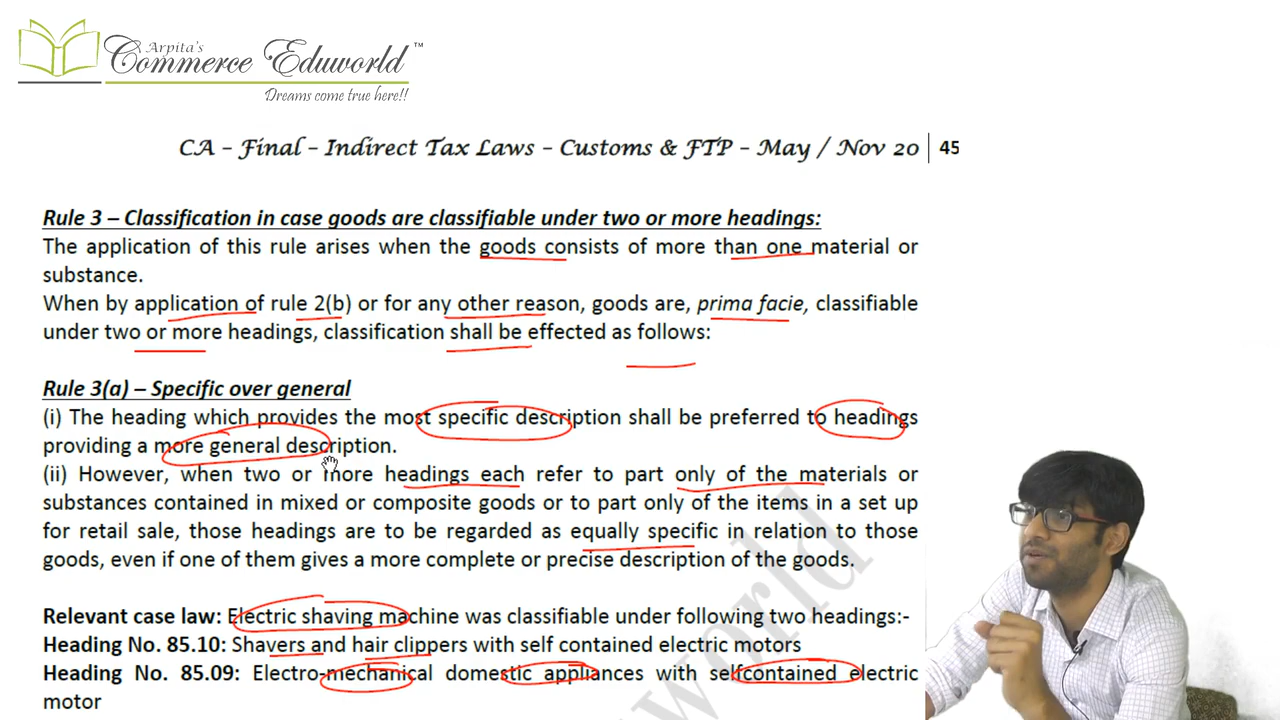 Arpita's
Commerce Eduworld™
Dreams come true here!!
CA – Final – Indirect Tax Laws – Customs & FTP – May / Nov 20 | 45
Rule 3 – Classification in case goods are classifiable under two or more headings:
The application of this rule arises when the goods consists of more than one material or
substance.
When by application of rule 2(b) or for any other reason, goods are, prima facie, classifiable
under two or more headings, classification shall be effected as follows:
Rule 3(a) – Specific over general
(i) The heading which provides the most specific description shall be preferred to headings
providing a more general description.
(ii) However, when two or more headings each refer to part only of the materials or
substances contained in mixed or composite goods or to part only of the items in a set up
for retail sale, those headings are to be regarded as equally specific in relation to those
goods, even if one of them gives a more complete or precise description of the goods.
Relevant case law: Electric shaving machine was classifiable under following two headings:-
Heading No. 85.10: Shavers and hair clippers with self contained electric motors
Heading No. 85.09: Electro-mechanical domestic appliances with selfcontained electric
motor